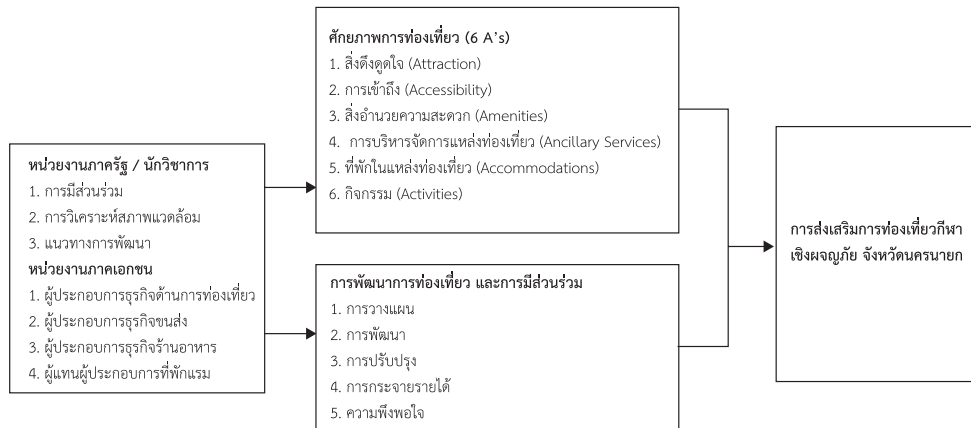 หน่วยงานภาครัฐ / นักวิชาการ
1. การมีส่วนร่วม
2. การวิเคราะห์สภาพแวดล้อม
3. แนวทางการพัฒนา
หน่วยงานภาคเอกชน
1. ผู้ประกอบการธุรกิจด้านการท่องเที่ยว
2. ผู้ประกอบการธุรกิจขนส่ง
3. ผู้ประกอบการธุรกิจร้านอาหาร
4. ผู้แทนผู้ประกอบการที่พักแรม
ศักยภาพการท่องเที่ยว (6 A's)
1. สิ่งดึงดูดใจ (Attraction)
2. การเข้าถึง (Accessibility)
3. สิ่งอำนวยความสะดวก (Amenities)
4. การบริหารจัดการแหล่งท่องเที่ยว (Ancillary Services)
5. ที่พักในแหล่งท่องเที่ยว (Accommodations)
6. กิจกรรม (Activities)
การพัฒนาการท่องเที่ยว และการมีส่วนร่วม
1. การวางแผน
2. การพัฒนา
3. การปรับปรุง
4. การกระจายรายได้
5. ความพึงพอใจ
การส่งเสริมการท่องเที่ยวกีฬา
เชิงผจญภัย จังหวัดนครนายก